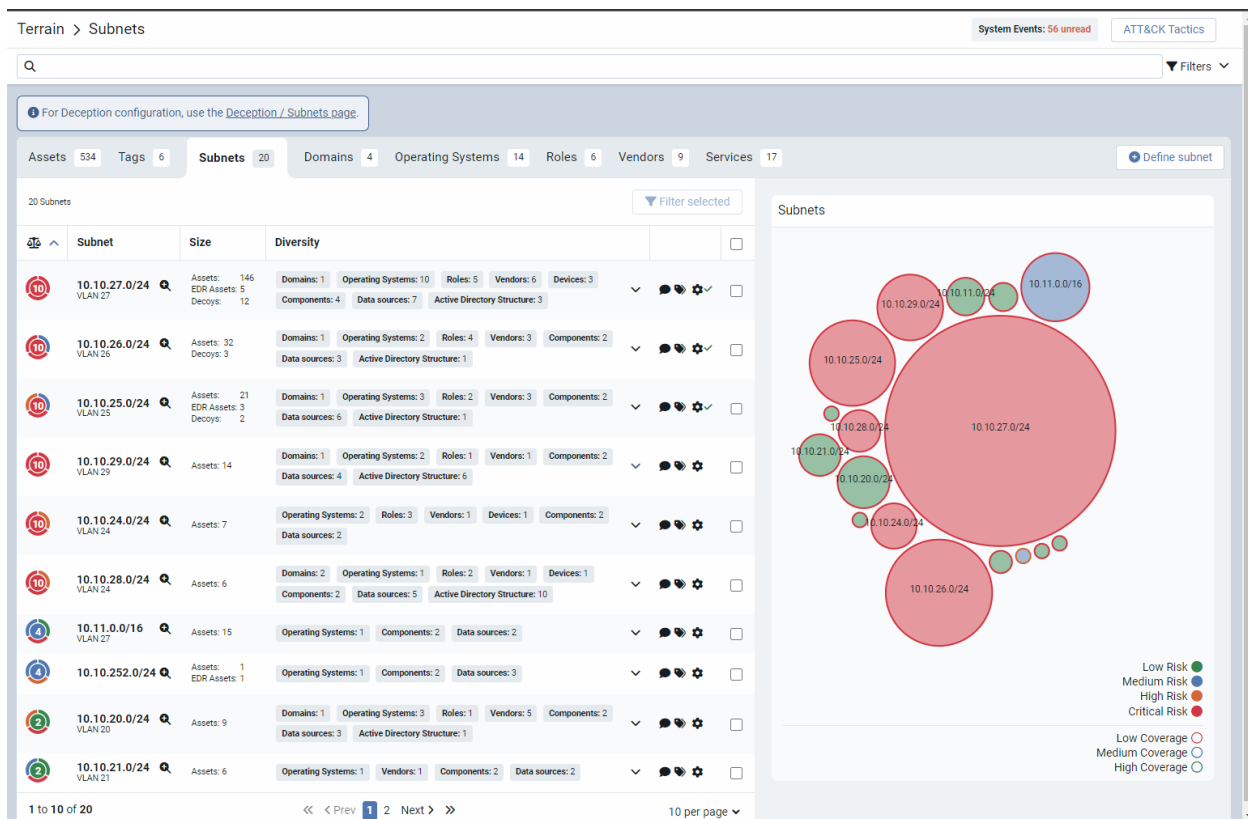 Terrain > Subnets
System Events: 56 unread
ATT&CK Tactics
Filters
For Deception configuration, use the Deception / Subnets page.
Assets 534 Tags 6 Subnets 20 Domains 4 Operating Systems 14 Roles 6 Vendors 9 Services 17
Define subnet
20 Subnets
Filter selected
Subnet Size Diversity
10 10.10.27.0/24 VLAN 27
Assets: 146
EDR Assets: 5
Decoys: 12
Domains: 1 Operating Systems: 10 Roles: 5 Vendors: 6 Devices: 3
Components: 4 Data sources: 7 Active Directory Structure: 3
10 10.10.26.0/24 VLAN 26
Assets: 32
Decoys: 3
Domains: 1 Operating Systems: 2 Roles: 4 Vendors: 3 Components: 2
Data sources: 3 Active Directory Structure: 1
10 10.10.25.0/24 VLAN 25
Assets: 21
EDR Assets: 3
Decoys: 2
Domains: 1 Operating Systems: 3 Roles: 2 Vendors: 3 Components: 2
Data sources: 6 Active Directory Structure: 1
10 10.10.29.0/24 VLAN 29
Assets: 14
Domains: 1 Operating Systems: 2 Roles: 1 Vendors: 1 Components: 2
Data sources: 4 Active Directory Structure: 6
10 10.10.24.0/24 VLAN 24
Assets: 7
Operating Systems: 2 Roles: 3 Vendors: 1 Devices: 1 Components: 2
Data sources: 2
10 10.10.28.0/24 VLAN 24
Assets: 6
Domains: 2 Operating Systems: 1 Roles: 2 Vendors: 1 Devices: 1
Components: 2 Data sources: 5 Active Directory Structure: 10
4 10.11.0.0/16 VLAN 27
Assets: 15
Operating Systems: 1 Components: 2 Data sources: 2
4 10.10.252.0/24
Assets: 1
EDR Assets: 1
Operating Systems: 1 Components: 2 Data sources: 3
2 10.10.20.0/24 VLAN 20
Assets: 9
Domains: 1 Operating Systems: 3 Roles: 1 Vendors: 5 Components: 2
Data sources: 3 Active Directory Structure: 1
2 10.10.21.0/24 VLAN 21
Assets: 6
Operating Systems: 1 Vendors: 1 Components: 2 Data sources: 2
1 to 10 of 20
« < Prev 1 2 Next > »
10 per page
Subnets
10.11.0.0/16
10.10.11.0/24
10.10.29.0/24
10.10.25.0/24
10.10.28.0/24
10.10.27.0/24
10.10.21.0/24
10.10.20.0/24
10.10.24.0/24
10.10.26.0/24
Low Risk
Medium Risk
High Risk
Critical Risk
Low Coverage
Medium Coverage
High Coverage